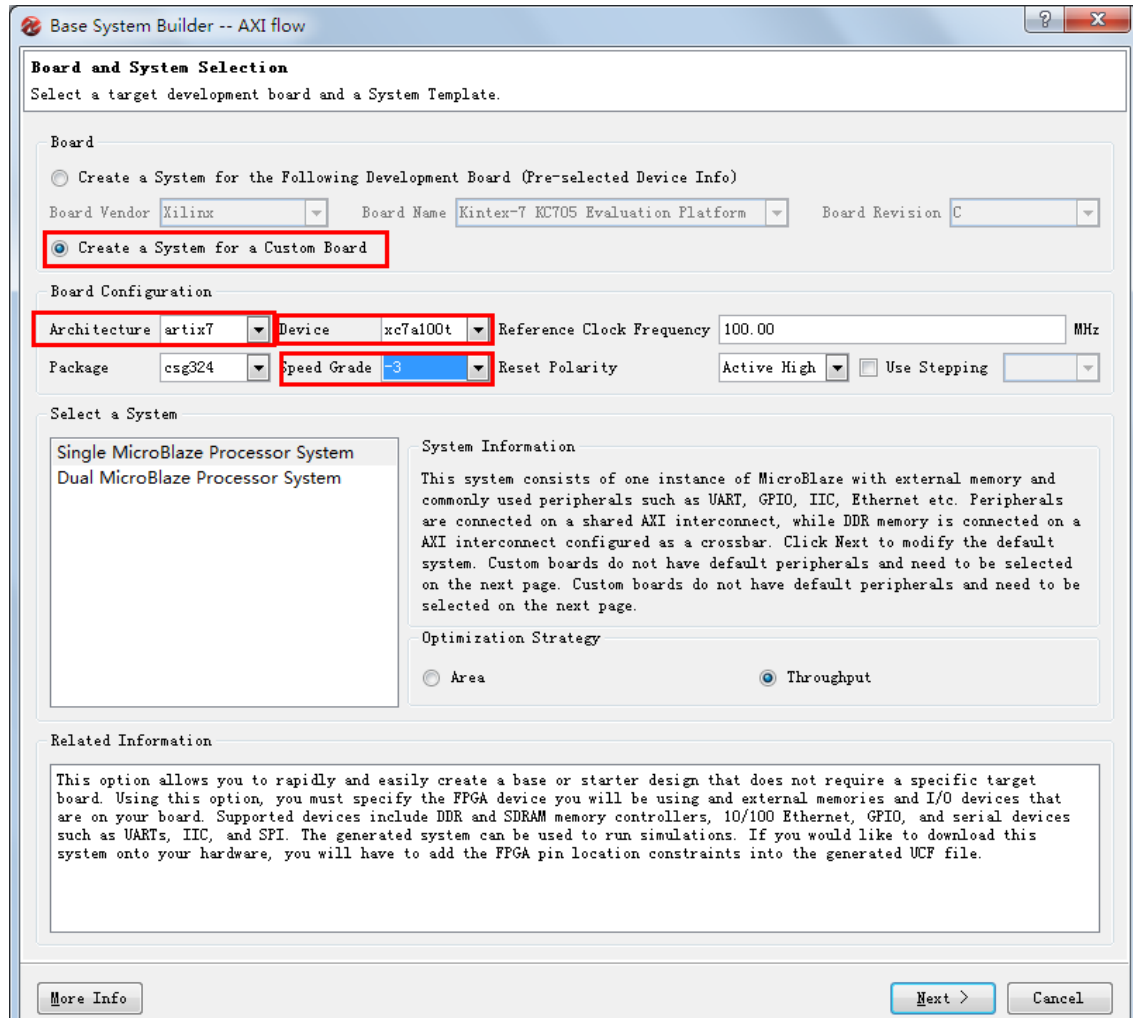 Base System Builder -- AXI flow
Board and System Selection
Select a target development board and a System Template.
Board
Create a System for the Following Development Board (Pre-selected Device Info)
Board Vendor Xilinx Board Name Kintex-7 KC705 Evaluation Platform Board Revision C
Create a System for a Custom Board
Board Configuration
Architecture artix7 Device xc7a100t Reference Clock Frequency 100.00 MHz
Package csg324 Speed Grade -3 Reset Polarity Active High Use Stepping
Select a System
Single MicroBlaze Processor System
Dual MicroBlaze Processor System
System Information
This system consists of one instance of MicroBlaze with external memory and
commonly used peripherals such as UART, GPIO, IIC, Ethernet etc. Peripherals
are connected on a shared AXI interconnect, while DDR memory is connected on a
AXI interconnect configured as a crossbar. Click Next to modify the default
system. Custom boards do not have default peripherals and need to be selected
on the next page. Custom boards do not have default peripherals and need to be
selected on the next page.
Optimization Strategy
Area Throughput
Related Information
This option allows you to rapidly and easily create a base or starter design that does not require a specific target
board. Using this option, you must specify the FPGA device you will be using and external memories and I/O devices that
are on your board. Supported devices include DDR and SDRAM memory controllers, 10/100 Ethernet, GPIO, and serial devices
such as UARTs, IIC, and SPI. The generated system can be used to run simulations. If you would like to download this
system onto your hardware, you will have to add the FPGA pin location constraints into the generated UCF file.
More Info Next > Cancel